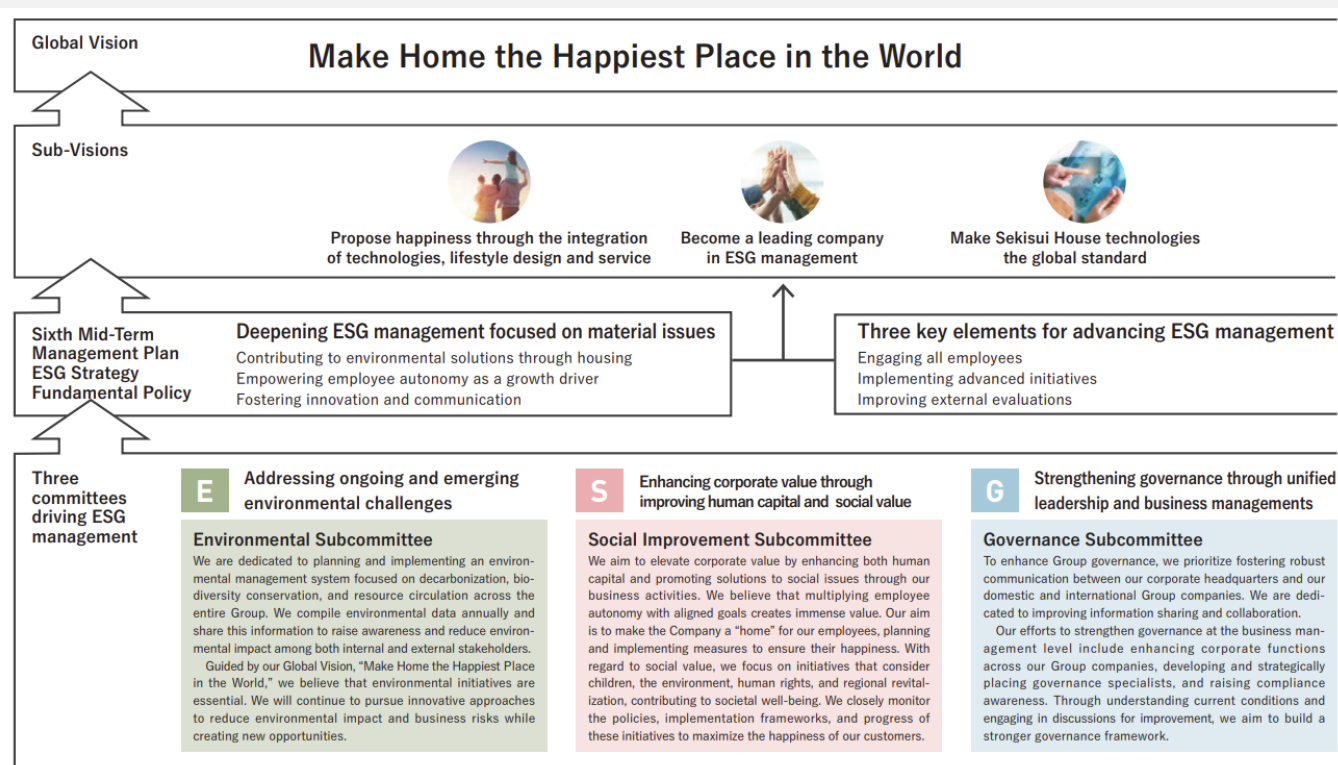 Global Vision
Make Home the Happiest Place in the World
Sub-Visions
Propose happiness through the integration
of technologies, lifestyle design and service
Become a leading company
in ESG management
Make Sekisui House technologies
the global standard
Sixth Mid-Term
Management Plan
ESG Strategy
Fundamental Policy
Deepening ESG management focused on material issues
Contributing to environmental solutions through housing
Empowering employee autonomy as a growth driver
Fostering innovation and communication
Three key elements for advancing ESG management
Engaging all employees
Implementing advanced initiatives
Improving external evaluations
Three
committees
driving ESG
management
E
Addressing ongoing and emerging
environmental challenges
Environmental Subcommittee
We are dedicated to planning and implementing an environ-
mental management system focused on decarbonization, bio-
diversity conservation, and resource circulation across the
entire Group. We compile environmental data annually and
share this information to raise awareness and reduce environ-
mental impact among both internal and external stakeholders.
Guided by our Global Vision, “Make Home the Happiest Place
in the World,” we believe that environmental initiatives are
essential. We will continue to pursue innovative approaches
to reduce environmental impact and business risks while
creating new opportunities.
S
Enhancing corporate value through
improving human capital and social value
Social Improvement Subcommittee
We aim to elevate corporate value by enhancing both human
capital and promoting solutions to social issues through our
business activities. We believe that multiplying employee
autonomy with aligned goals creates immense value. Our aim
is to make the Company a “home” for our employees, planning
and implementing measures to ensure their happiness. With
regard to social value, we focus on initiatives that consider
children, the environment, human rights, and regional revital-
ization, contributing to societal well-being. We closely monitor
the policies, implementation frameworks, and progress of
these initiatives to maximize the happiness of our customers.
G
Strengthening governance through unified
leadership and business managements
Governance Subcommittee
To enhance Group governance, we prioritize fostering robust
communication between our corporate headquarters and our
domestic and international Group companies. We are dedi-
cated to improving information sharing and collaboration.
Our efforts to strengthen governance at the business man-
agement level include enhancing corporate functions
across our Group companies, developing and strategically
placing governance specialists, and raising compliance
awareness. Through understanding current conditions and
engaging in discussions for improvement, we aim to build a
stronger governance framework.